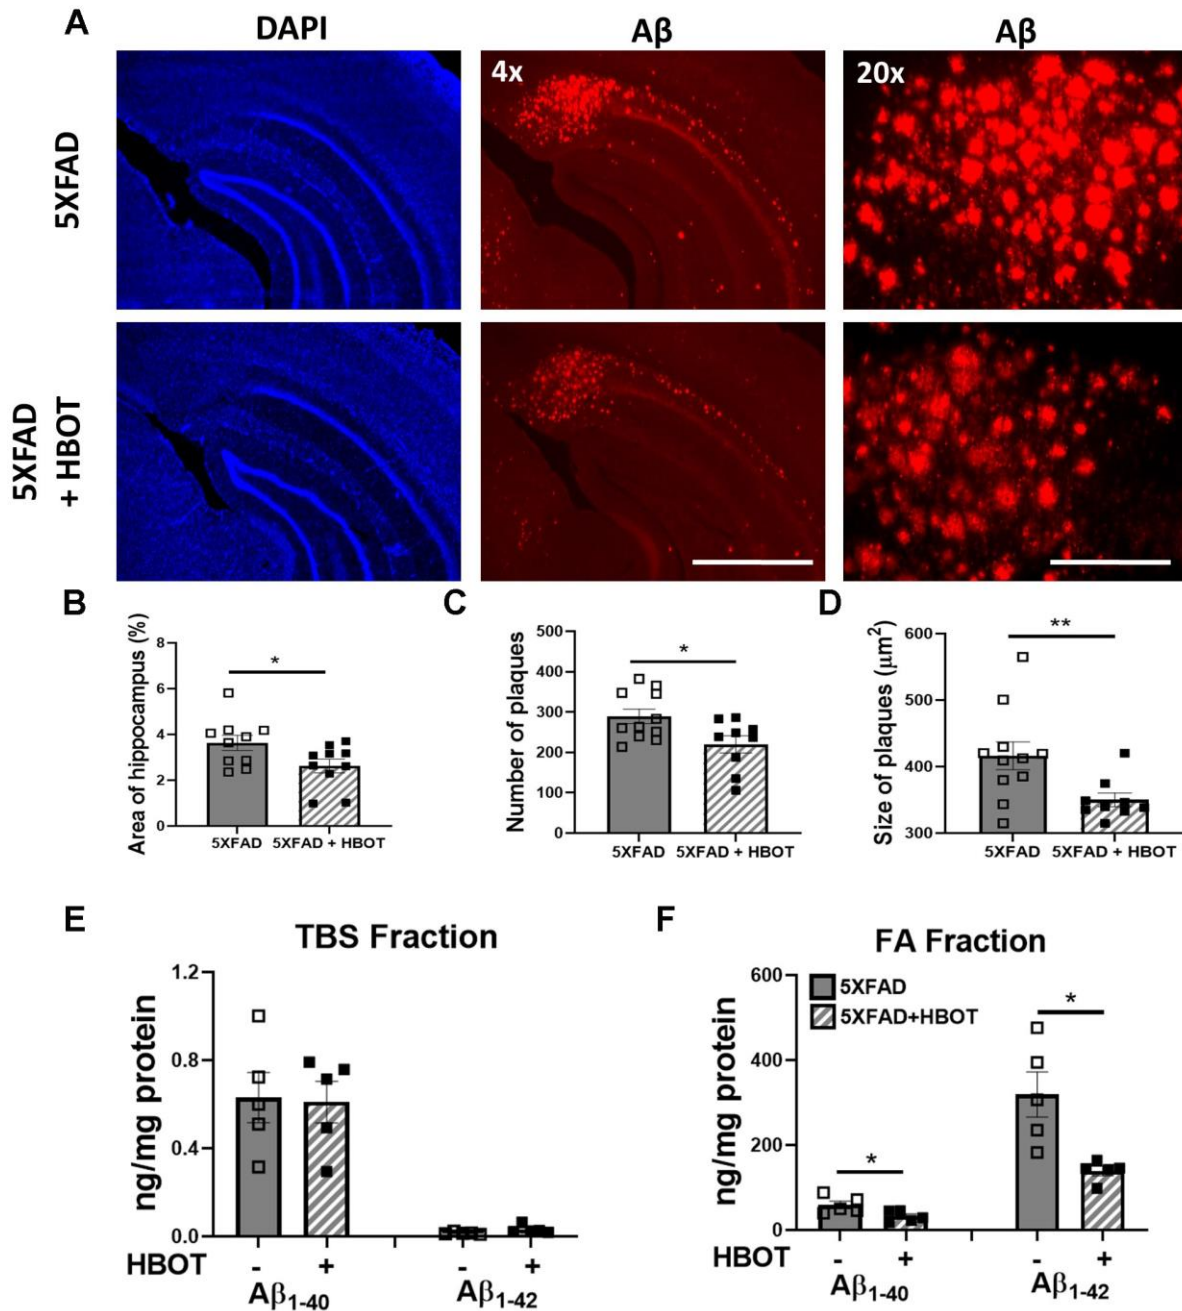 A
DAPI
Aβ
Aβ
4x
20x
5XFAD
5XFAD
+ HBOT
B
C
D
Area of hippocampus (%)
8
6
4
2
0
*
5XFAD
5XFAD + HBOT
Number of plaques
500
400
300
200
100
0
*
5XFAD
5XFAD + HBOT
Size of plaques (μm²)
600
500
400
300
**
5XFAD
5XFAD + HBOT
E
TBS Fraction
ng/mg protein
1.2
0.8
0.4
0.0
HBOT - + - +
Aβ₁₋₄₀ Aβ₁₋₄₂
F
FA Fraction
ng/mg protein
600
400
200
0
5XFAD
5XFAD+HBOT
*
*
HBOT - + - +
Aβ₁₋₄₀ Aβ₁₋₄₂